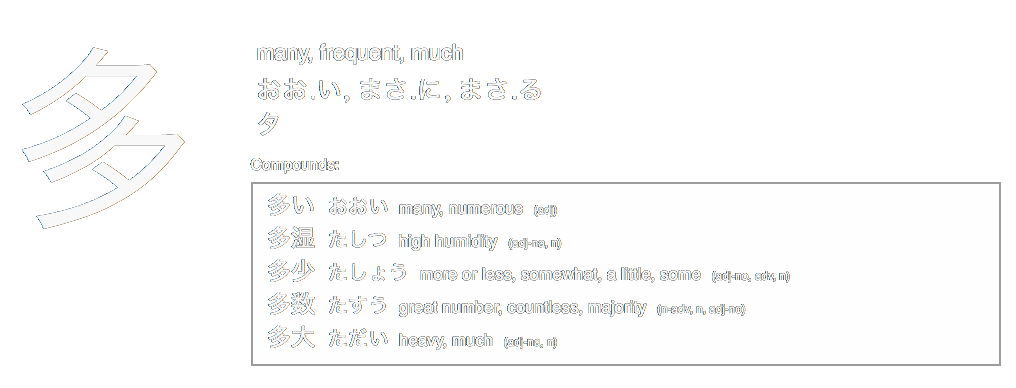 多
many, frequent, much
おお.い, まさ.に, まさ.る
タ
Compounds:
多い おおい many, numerous (adj)
多湿 たしつ high humidity (adj-na, n)
多少 たしょう more or less, somewhat, a little, some (adj-no, adv, n)
多数 たすう great number, countless, majority (n-adv, n, adj-no)
多大 ただい heavy, much (adj-na, n)